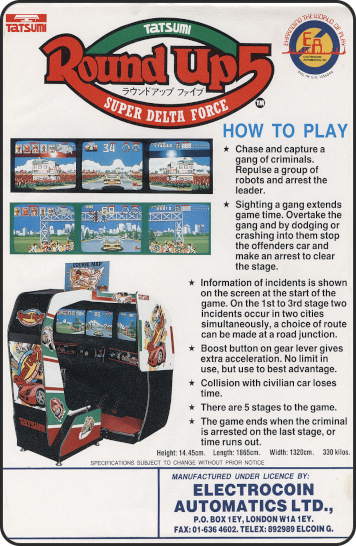 TATSUMI
TATSUMI
EXPANDING THE WORLD OF PLAY
Round Up 5
ラウンドアップ ファイブ
SUPER DELTA FORCE
TM
HOW TO PLAY
★ Chase and capture a
gang of criminals.
Repulse a group of
robots and arrest the
leader.
★ Sighting a gang extends
game time. Overtake the
gang and by dodging or
crashing into them stop
the offenders car and
make an arrest to clear
the stage.
COURSE MAP
★ Information of incidents is shown
on the screen at the start of the
game. On the 1st to 3rd stage two
incidents occur in two cities
simultaneously, a choice of route
can be made at a road junction.
★ Boost button on gear lever gives
extra acceleration. No limit in
use, but use to best advantage.
★ Collision with civilian car loses
time.
★ There are 5 stages to the game.
★ The game ends when the criminal
is arrested on the last stage, or
time runs out.
Height: 14.45cm. Length: 1865cm. Width: 1320cm. 330 kilos.
SPECIFICATIONS SUBJECT TO CHANGE WITHOUT PRIOR NOTICE
MANUFACTURED UNDER LICENCE BY:
ELECTROCOIN
AUTOMATICS LTD.,
P.O. BOX 1EY, LONDON W1A 1EY.
FAX: 01-636 4602. TELEX: 892989 ELCOIN G.